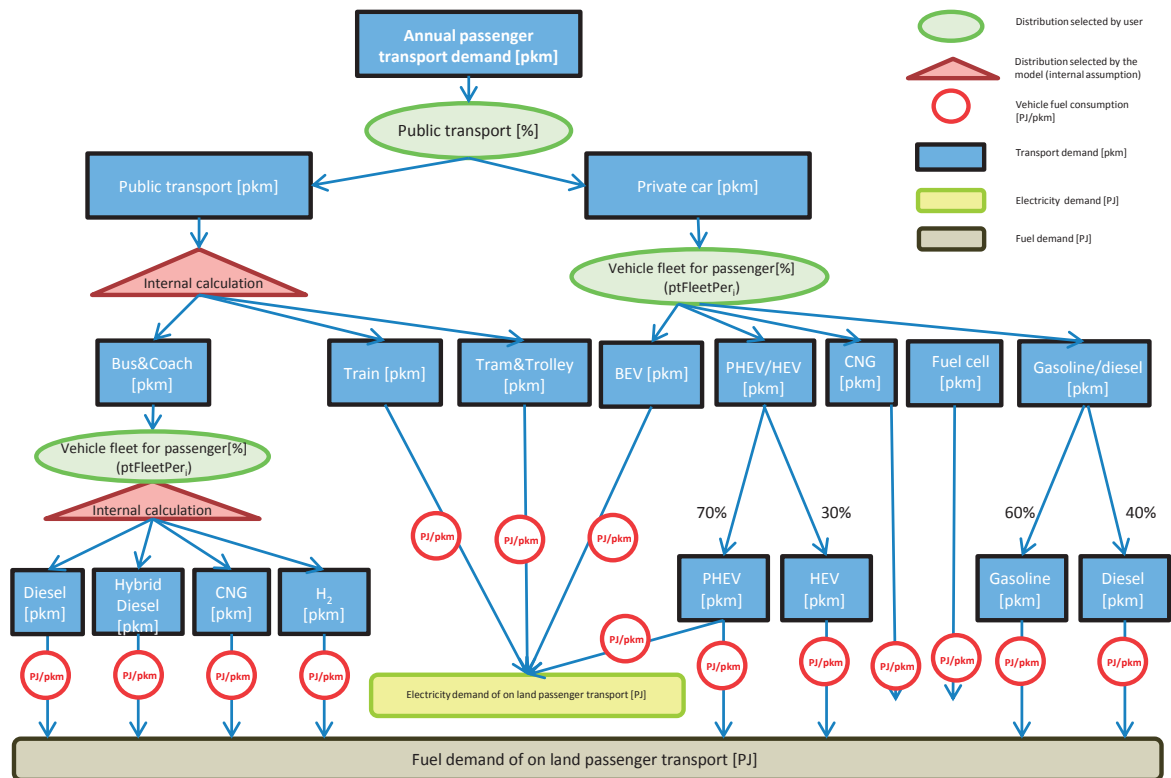 Annual passenger
transport demand [pkm]
Public transport [%]
Public transport [pkm]
Private car [pkm]
Internal calculation
Vehicle fleet for passenger[%]
(ptFleetPerᵢ)
Bus&Coach
[pkm]
Train [pkm]
Tram&Trolley
[pkm]
BEV [pkm]
PHEV/HEV
[pkm]
CNG
[pkm]
Fuel cell
[pkm]
Gasoline/diesel
[pkm]
Vehicle fleet for passenger[%]
(ptFleetPerᵢ)
Internal calculation
70%
30%
60%
40%
Diesel
[pkm]
Hybrid
Diesel
[pkm]
CNG
[pkm]
H₂
[pkm]
PHEV
[pkm]
HEV
[pkm]
Gasoline
[pkm]
Diesel
[pkm]
PJ/pkm
PJ/pkm
PJ/pkm
PJ/pkm
PJ/pkm
PJ/pkm
PJ/pkm
PJ/pkm
PJ/pkm
PJ/pkm
PJ/pkm
PJ/pkm
PJ/pkm
PJ/pkm
Electricity demand of on land passenger transport [PJ]
Fuel demand of on land passenger transport [PJ]
Distribution selected by user
Distribution selected by the
model (internal assumption)
Vehicle fuel consumption
[PJ/pkm]
Transport demand [pkm]
Electricity demand [PJ]
Fuel demand [PJ]